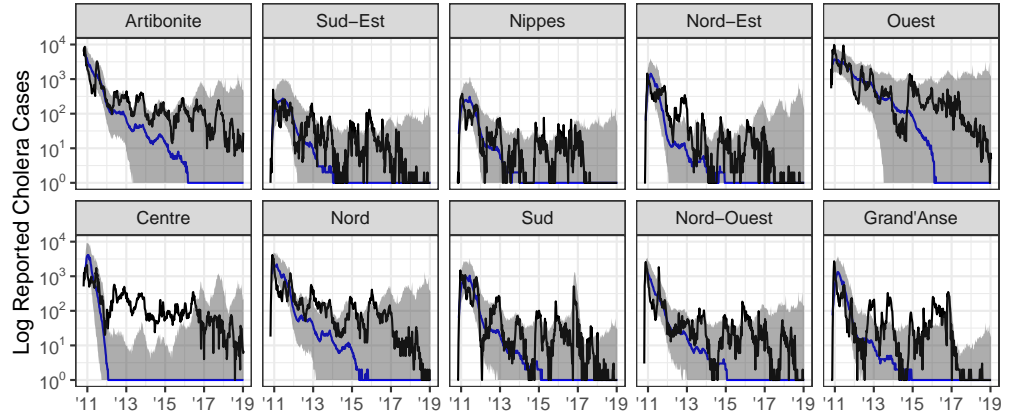 Artibonite Sud−Est Nippes Nord−Est Ouest
Log Reported Cholera Cases
10⁴
10³
10²
10¹
10⁰
Centre Nord Sud Nord−Ouest Grand'Anse
10⁴
10³
10²
10¹
10⁰
'11 '13 '15 '17 '19 '11 '13 '15 '17 '19 '11 '13 '15 '17 '19 '11 '13 '15 '17 '19 '11 '13 '15 '17 '19